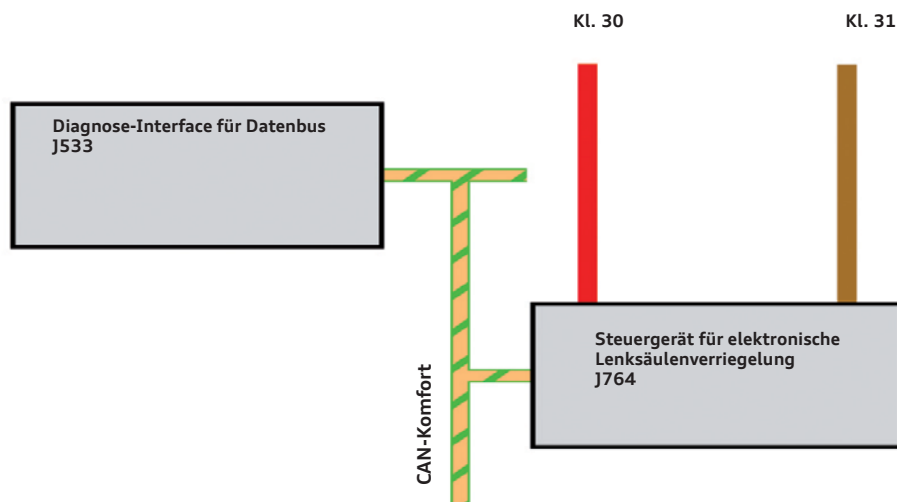 Kl. 30
Kl. 31
Diagnose-Interface für Datenbus
J533
Steuergerät für elektronische
Lenksäulenverriegelung
J764
CAN-Komfort